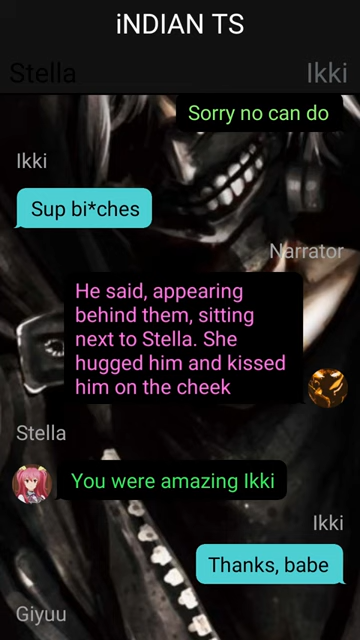 iNDIAN TS
Stella Ikki
Sorry no can do
Ikki
Sup bi*ches
Narrator
He said, appearing
behind them, sitting
next to Stella. She
hugged him and kissed
him on the cheek
Stella
You were amazing Ikki
Ikki
Thanks, babe
Giyuu